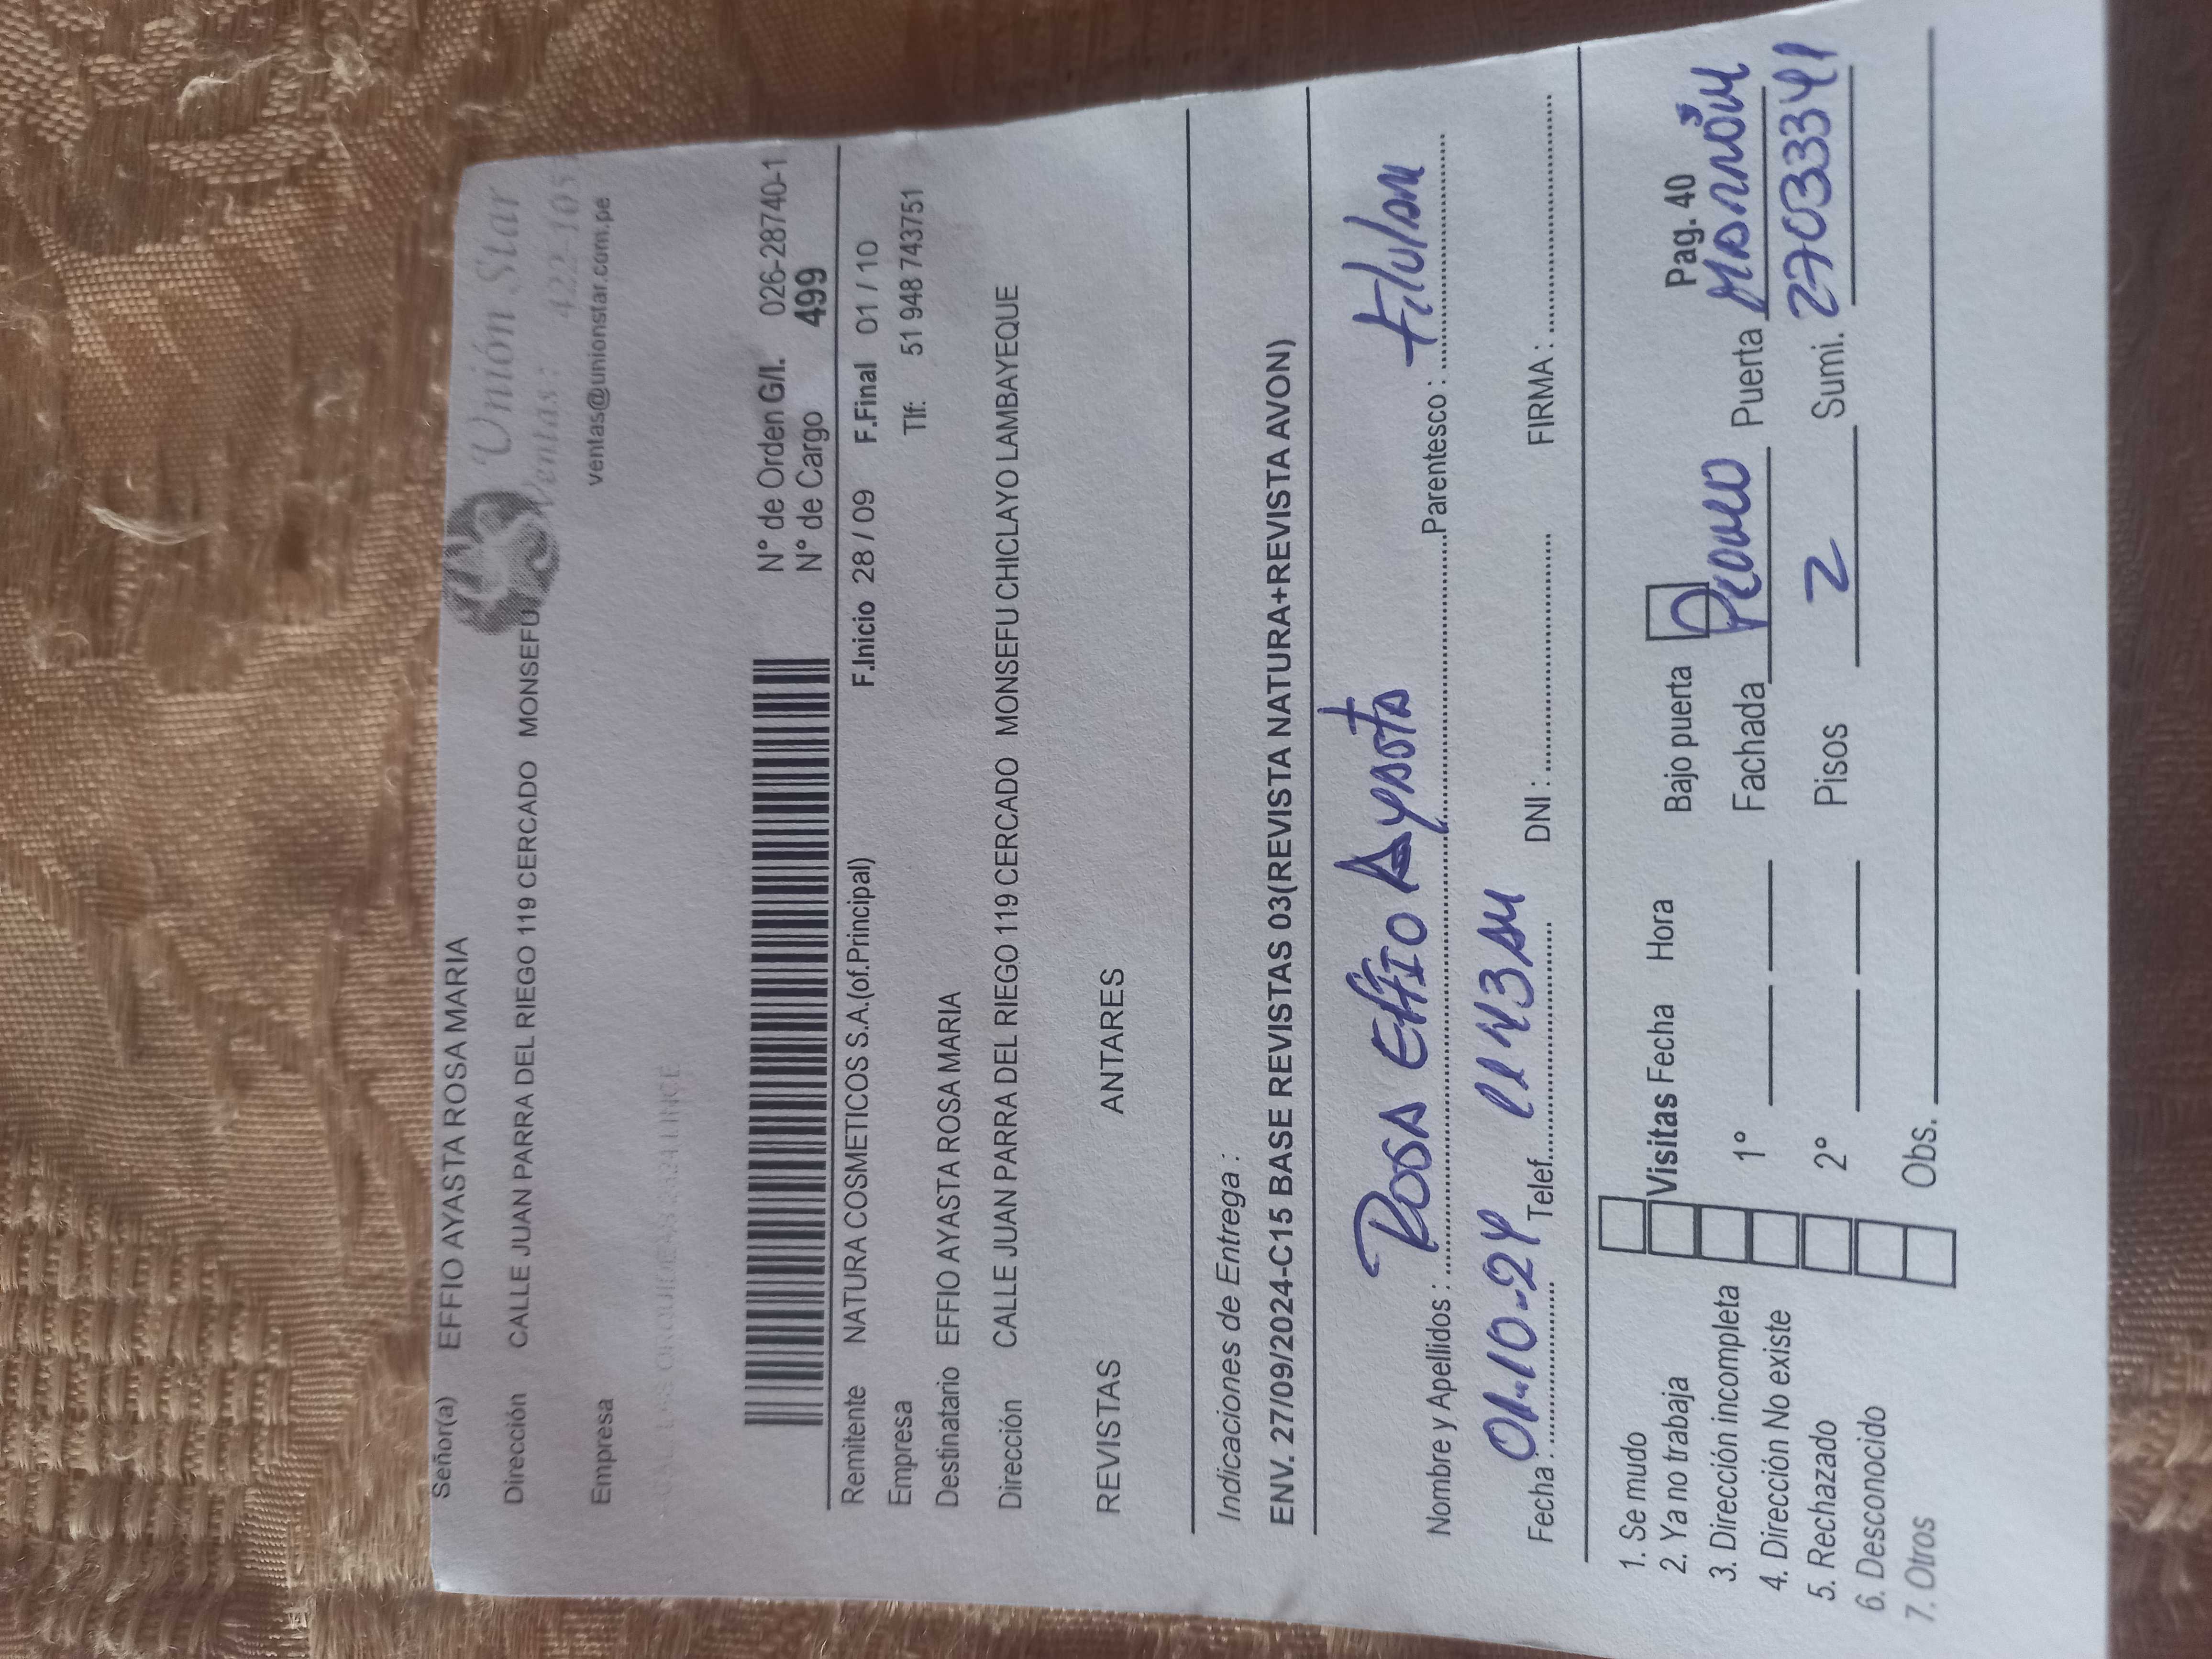 Señor(a) EFFIO AYASTA ROSA MARIA
Unión Star
Dirección CALLE JUAN PARRA DEL RIEGO 119 CERCADO MONSEFU
Ventas: 422-105
Empresa ventas@unionstar.com.pe
N° de Orden G/I. 026-28740-1
N° de Cargo 499
Remitente NATURA COSMETICOS S.A.(of.Principal) F.Inicio 28 / 09 F.Final 01 / 10
Empresa Tlf: 51 948 743751
Destinatario EFFIO AYASTA ROSA MARIA
Dirección CALLE JUAN PARRA DEL RIEGO 119 CERCADO MONSEFU CHICLAYO LAMBAYEQUE
REVISTAS ANTARES
Indicaciones de Entrega :
ENV. 27/09/2024-C15 BASE REVISTAS 03(REVISTA NATURA+REVISTA AVON)
Nombre y Apellidos : Rosa Effio Ayasta Parentesco : titular
Fecha : 01-10-24 Telef. DNI : FIRMA :
1. Se mudo
2. Ya no trabaja Visitas Fecha Hora Bajo puerta Pag. 40
3. Dirección incompleta 1° Fachada Puerta Marrón
4. Dirección No existe
5. Rechazado 2° Pisos 2 Sumi. 27033341
6. Desconocido
7. Otros Obs.